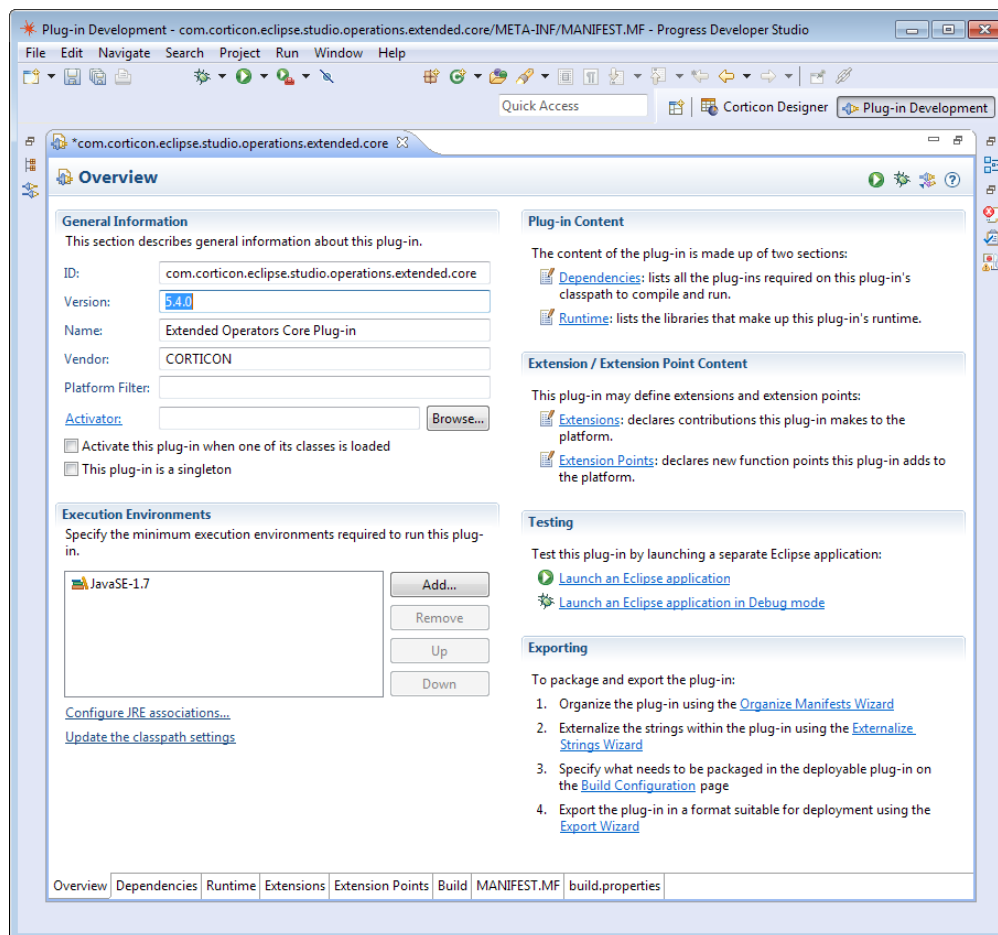 Plug-in Development - com.corticon.eclipse.studio.operations.extended.core/META-INF/MANIFEST.MF - Progress Developer Studio
File Edit Navigate Search Project Run Window Help
Quick Access
Corticon Designer
Plug-in Development
*com.corticon.eclipse.studio.operations.extended.core
Overview
General Information
This section describes general information about this plug-in.
ID: com.corticon.eclipse.studio.operations.extended.core
Version: 5.4.0
Name: Extended Operators Core Plug-in
Vendor: CORTICON
Platform Filter:
Activator: Browse...
Activate this plug-in when one of its classes is loaded
This plug-in is a singleton
Execution Environments
Specify the minimum execution environments required to run this plug-
in.
JavaSE-1.7
Add...
Remove
Up
Down
Configure JRE associations...
Update the classpath settings
Plug-in Content
The content of the plug-in is made up of two sections:
Dependencies: lists all the plug-ins required on this plug-in's
classpath to compile and run.
Runtime: lists the libraries that make up this plug-in's runtime.
Extension / Extension Point Content
This plug-in may define extensions and extension points:
Extensions: declares contributions this plug-in makes to the
platform.
Extension Points: declares new function points this plug-in adds to
the platform.
Testing
Test this plug-in by launching a separate Eclipse application:
Launch an Eclipse application
Launch an Eclipse application in Debug mode
Exporting
To package and export the plug-in:
1. Organize the plug-in using the Organize Manifests Wizard
2. Externalize the strings within the plug-in using the Externalize
Strings Wizard
3. Specify what needs to be packaged in the deployable plug-in on
the Build Configuration page
4. Export the plug-in in a format suitable for deployment using the
Export Wizard
Overview Dependencies Runtime Extensions Extension Points Build MANIFEST.MF build.properties